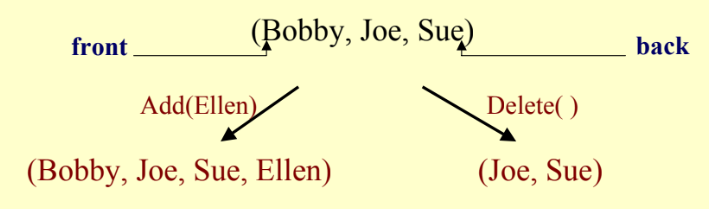 (Bobby, Joe, Sue)
front back
Add(Ellen) Delete( )
(Bobby, Joe, Sue, Ellen) (Joe, Sue)